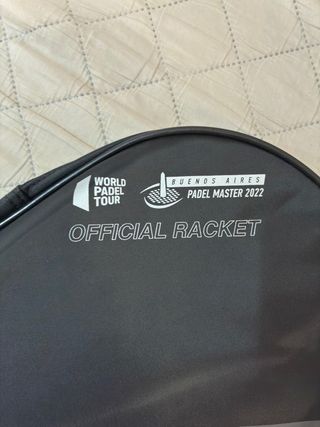 WORLD
PADEL
TOUR
BUENOS AIRES
PADEL MASTER 2022
OFFICIAL RACKET